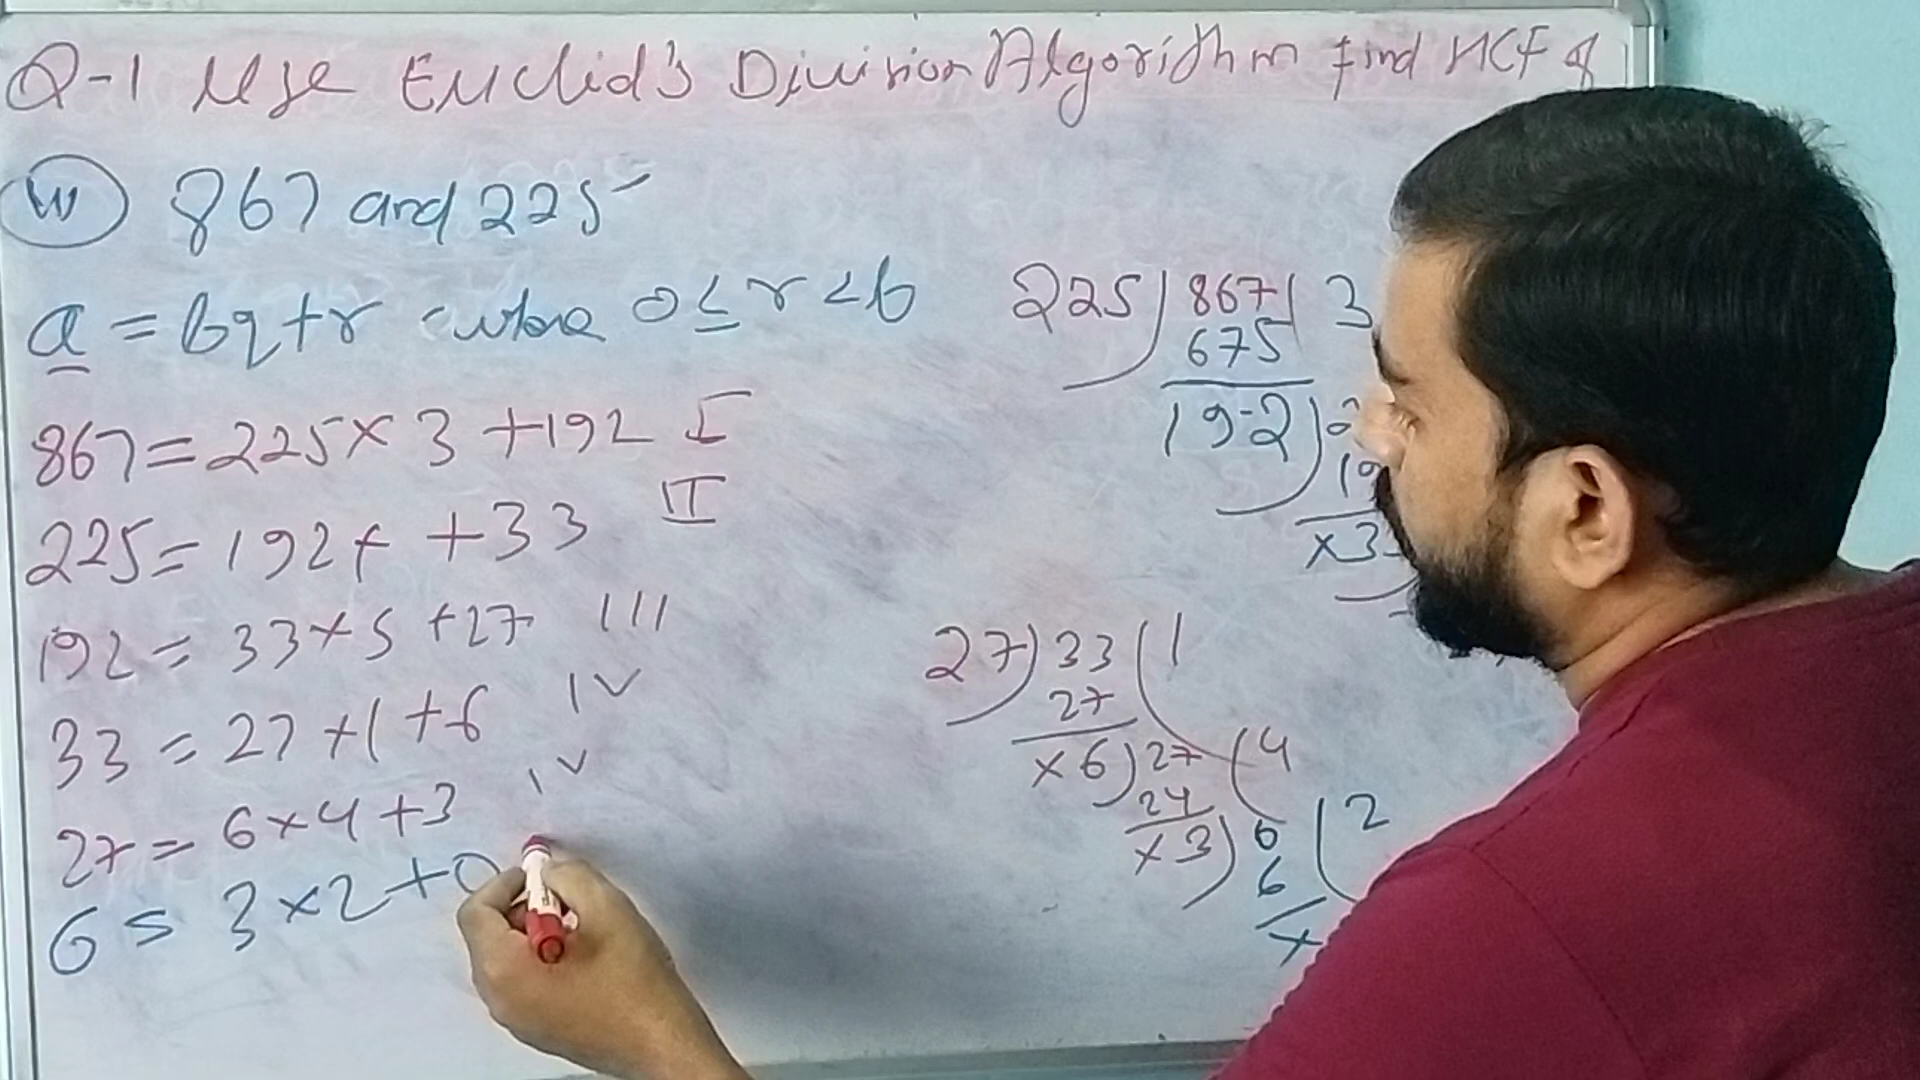 Q-1 Use Euclid's Division Algorithm find HCF of
867 and 225
a = bq+r where 0 ≤ r < b
867 = 225 × 3 + 192 I
225 = 192 × + 33 II
192 = 33 × 5 + 27 III
33 = 27 × 1 + 6 IV
27 = 6 × 4 + 3 IV
6 = 3 × 2 + 0
225 ) 867 ( 3
675
192 )
×3
27 ) 33 ( 1
27
×6 ) 27 ( 4
24
×3 ) 6 ( 2
6
×